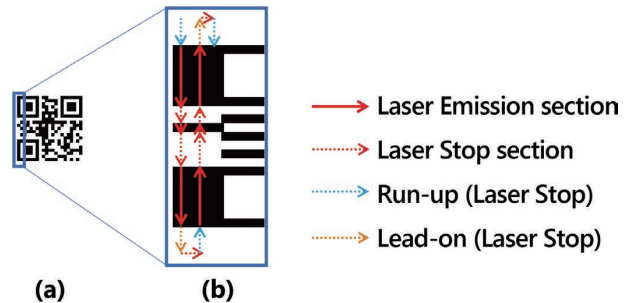 Laser Emission section
Laser Stop section
Run-up (Laser Stop)
Lead-on (Laser Stop)
(a)
(b)